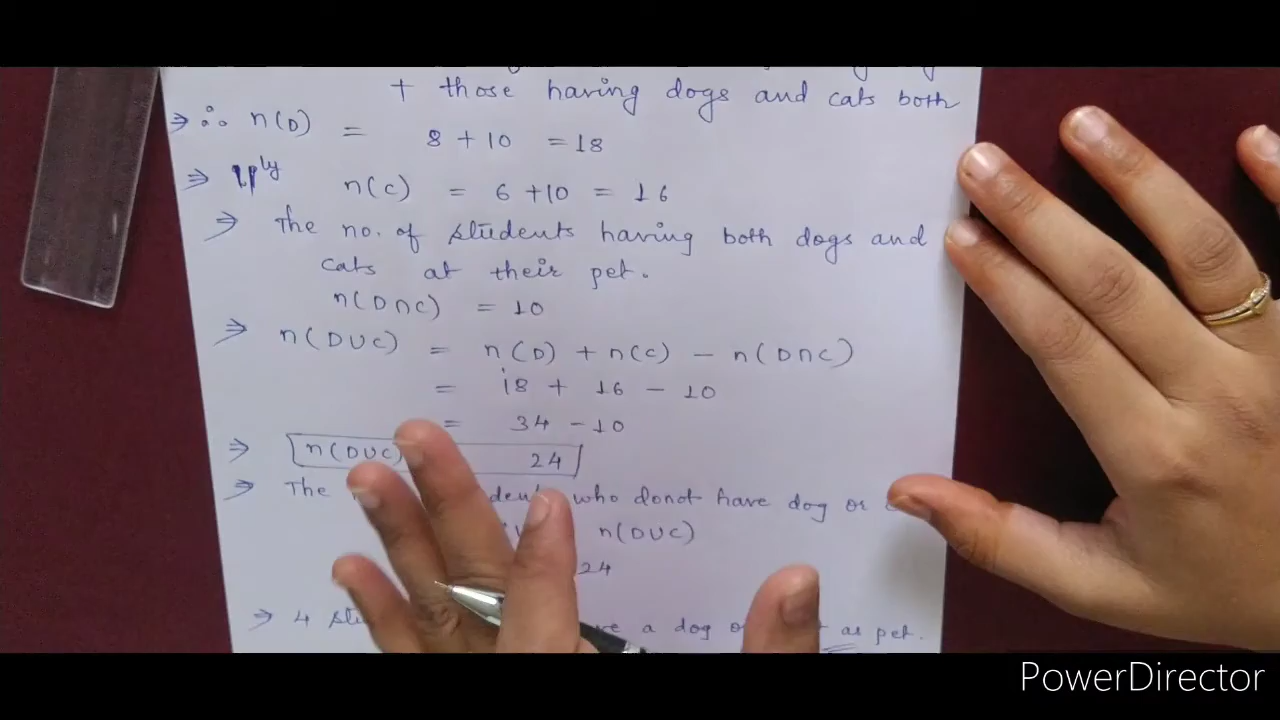 + those having dogs and cats both
⇒ ∴ n(D) = 8 + 10 = 18
⇒ llly n(C) = 6 + 10 = 16
⇒ The no. of students having both dogs and
cats at their pet.
n(D∩C) = 10
⇒ n(D∪C) = n(D) + n(C) - n(D∩C)
= 18 + 16 - 10
= 34 - 10
⇒ n(D∪C) 24
⇒ The who donot have dog or
n(D∪C)
24
⇒ 4 a dog as pet.
PowerDirector